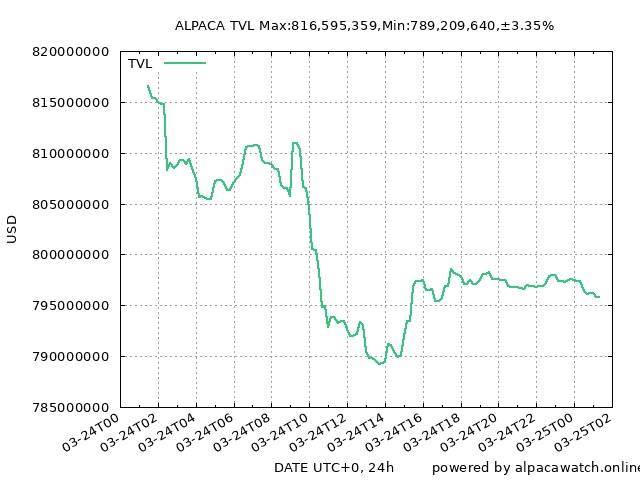 ALPACA TVL Max:816,595,359,Min:789,209,640,±3.35%
820000000
TVL
815000000
810000000
805000000
USD
800000000
795000000
790000000
785000000
03-24T00
03-24T02
03-24T04
03-24T06
03-24T08
03-24T10
03-24T12
03-24T14
03-24T16
03-24T18
03-24T20
03-24T22
03-25T00
03-25T02
DATE UTC+0, 24h
powered by alpacawatch.online